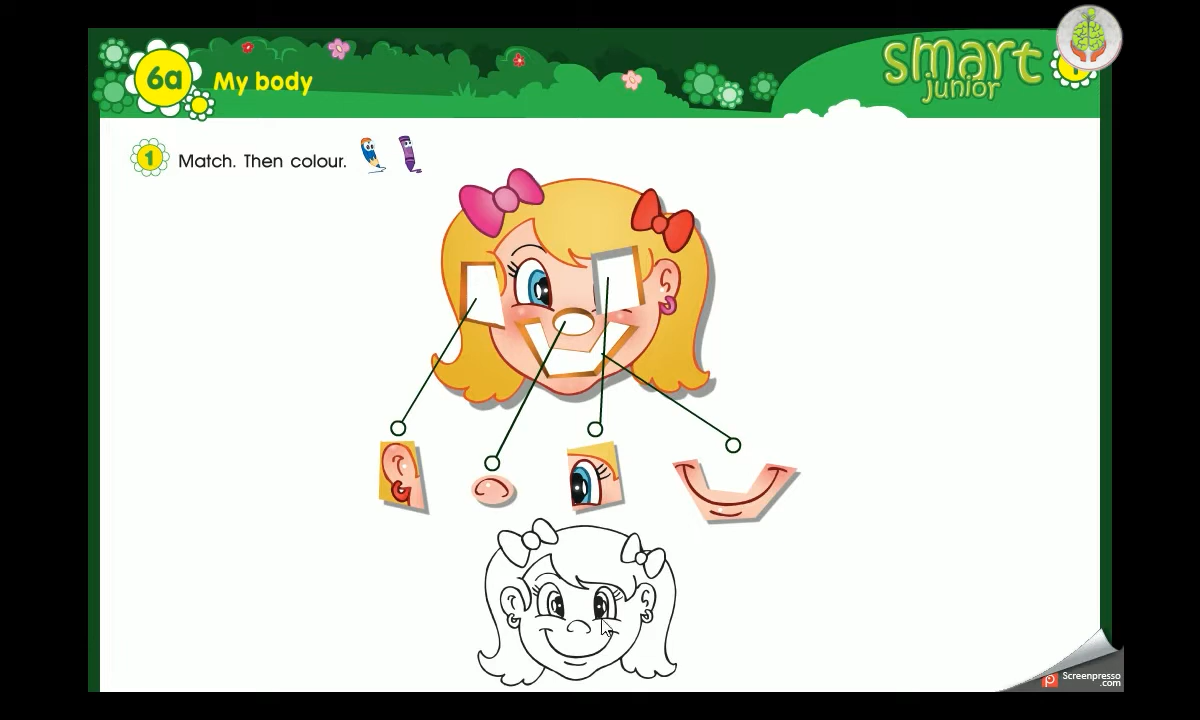 6a My body
smart
junior
1 Match. Then colour.
Screenpresso
.com